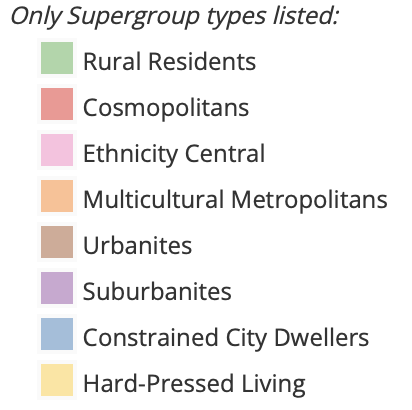 Only Supergroup types listed:
Rural Residents
Cosmopolitans
Ethnicity Central
Multicultural Metropolitans
Urbanites
Suburbanites
Constrained City Dwellers
Hard-Pressed Living